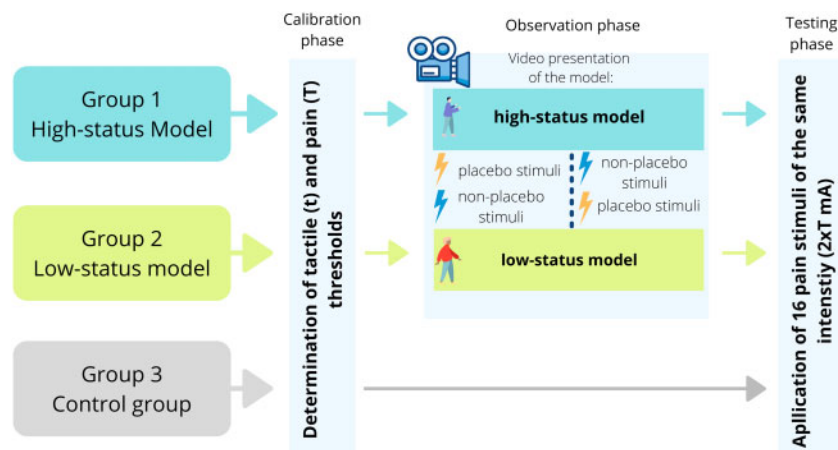 Calibration
phase
Observation phase
Testing
phase
Group 1
High-status Model
Group 2
Low-status model
Group 3
Control group
Determination of tactile (t) and pain (T)
thresholds
Video presentation
of the model:
high-status model
placebo stimuli
non-placebo
stimuli
non-placebo
stimuli
placebo stimuli
low-status model
Apllication of 16 pain stimuli of the same
intenstiy (2xT mA)